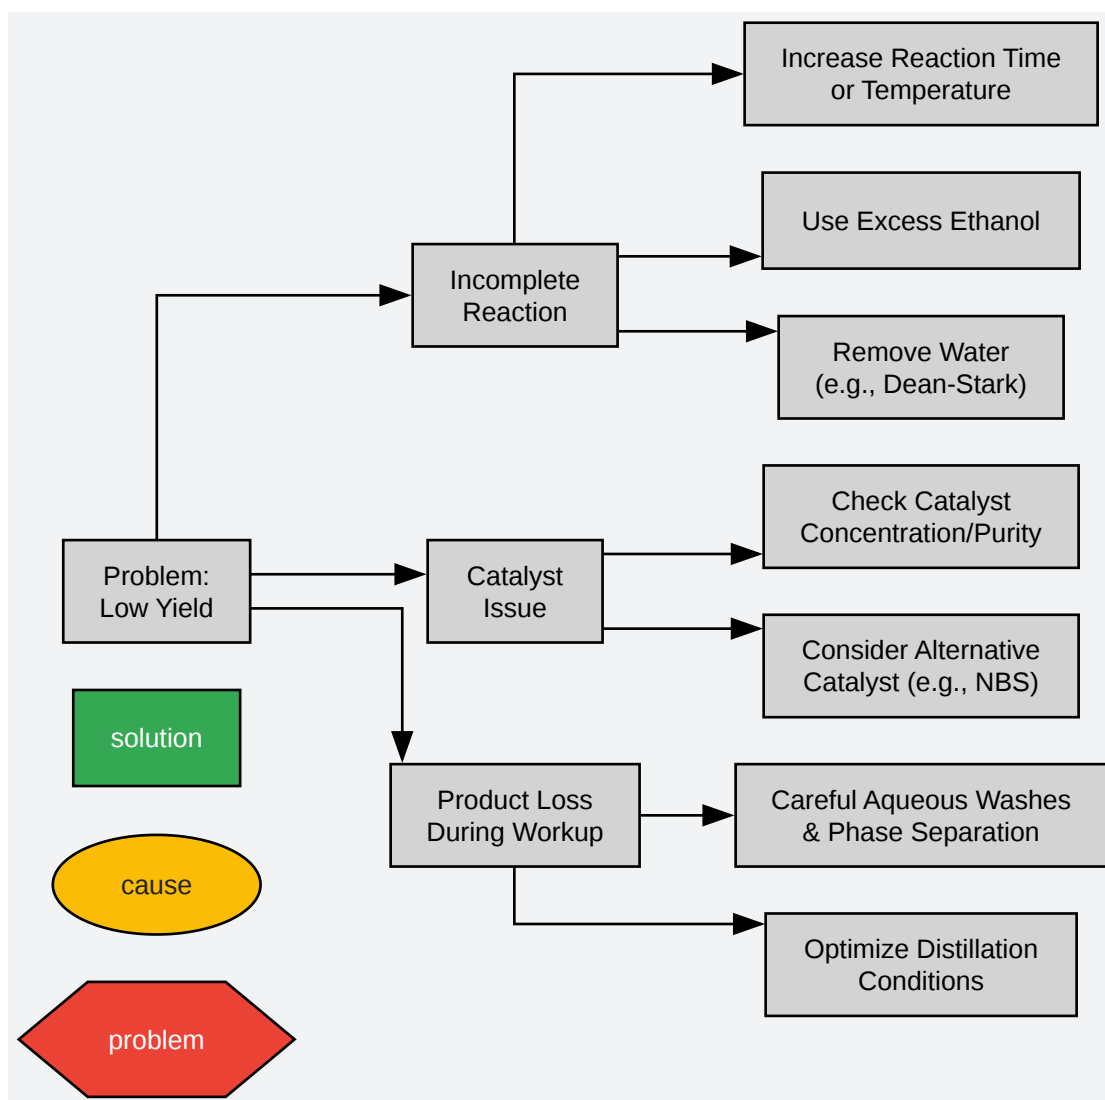 Increase Reaction Time
or Temperature
Use Excess Ethanol
Incomplete
Reaction
Remove Water
(e.g., Dean-Stark)
Check Catalyst
Concentration/Purity
Problem:
Low Yield
Catalyst
Issue
Consider Alternative
Catalyst (e.g., NBS)
solution
Product Loss
During Workup
Careful Aqueous Washes
& Phase Separation
cause
Optimize Distillation
Conditions
problem